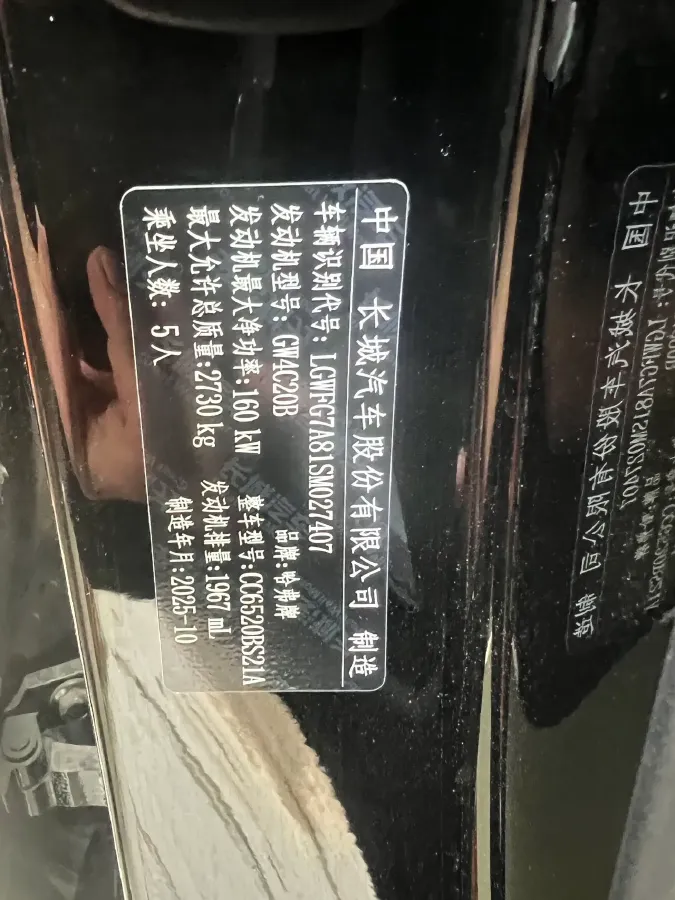 中国 长城汽车股份有限公司 制造
车辆识别代号: LGWFG7A81SM027407
发动机型号: GW4C20B 品牌: 哈弗牌
发动机最大净功率: 160 kW 整车型号: CC6520BS21A
最大允许总质量: 2730 kg 发动机排量: 1967 mL
乘坐人数: 5人 制造年月: 2025-10